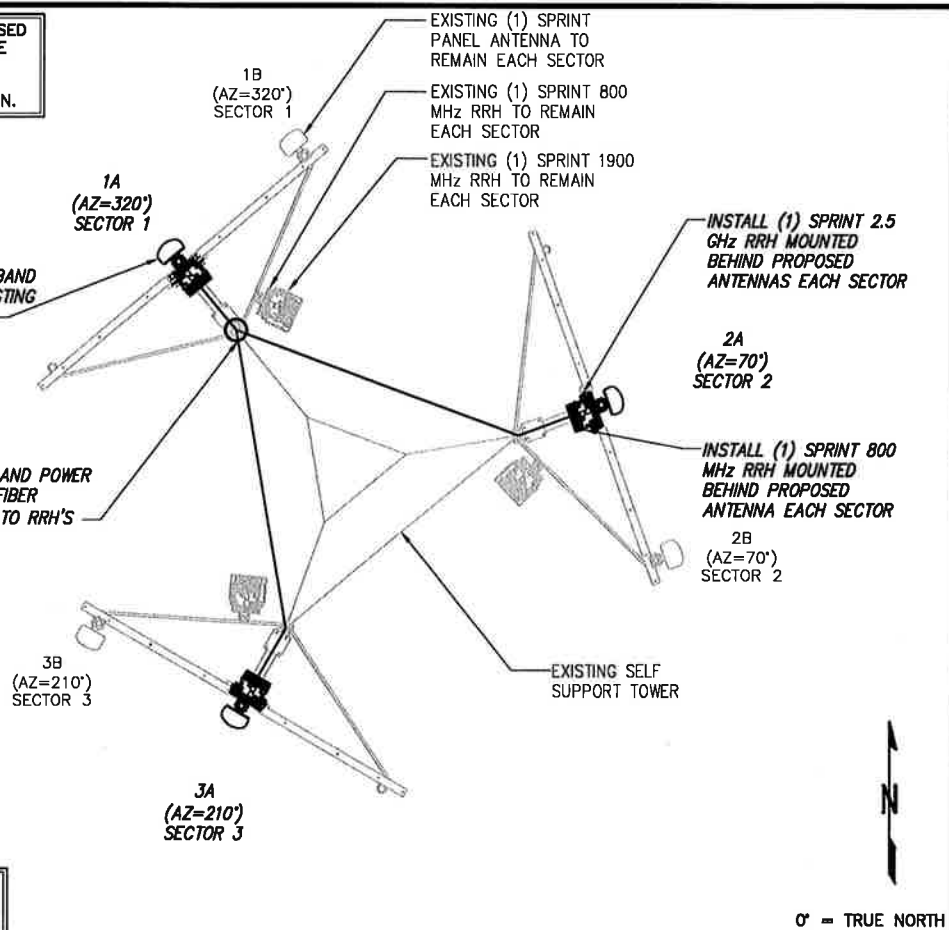 SED
E
N.
EXISTING (1) SPRINT
PANEL ANTENNA TO
REMAIN EACH SECTOR
1B
(AZ=320°)
SECTOR 1
EXISTING (1) SPRINT 800
MHz RRH TO REMAIN
EACH SECTOR
EXISTING (1) SPRINT 1900
MHz RRH TO REMAIN
EACH SECTOR
1A
(AZ=320°)
SECTOR 1
BAND
STING
INSTALL (1) SPRINT 2.5
GHz RRH MOUNTED
BEHIND PROPOSED
ANTENNAS EACH SECTOR
2A
(AZ=70°)
SECTOR 2
AND POWER
FIBER
TO RRH'S
INSTALL (1) SPRINT 800
MHz RRH MOUNTED
BEHIND PROPOSED
ANTENNA EACH SECTOR
2B
(AZ=70°)
SECTOR 2
3B
(AZ=210°)
SECTOR 3
EXISTING SELF
SUPPORT TOWER
3A
(AZ=210°)
SECTOR 3
N
0° = TRUE NORTH